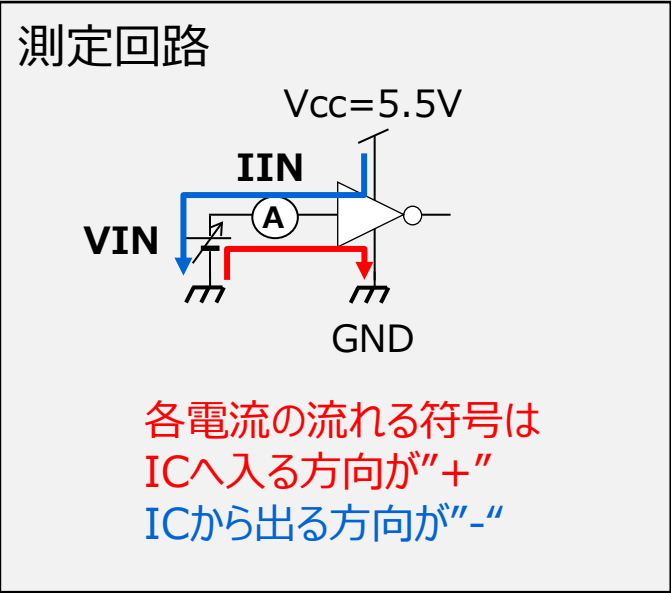 測定回路
Vcc=5.5V
IIN
A
VIN
GND
各電流の流れる符号は
ICへ入る方向が”+”
ICから出る方向が”-“